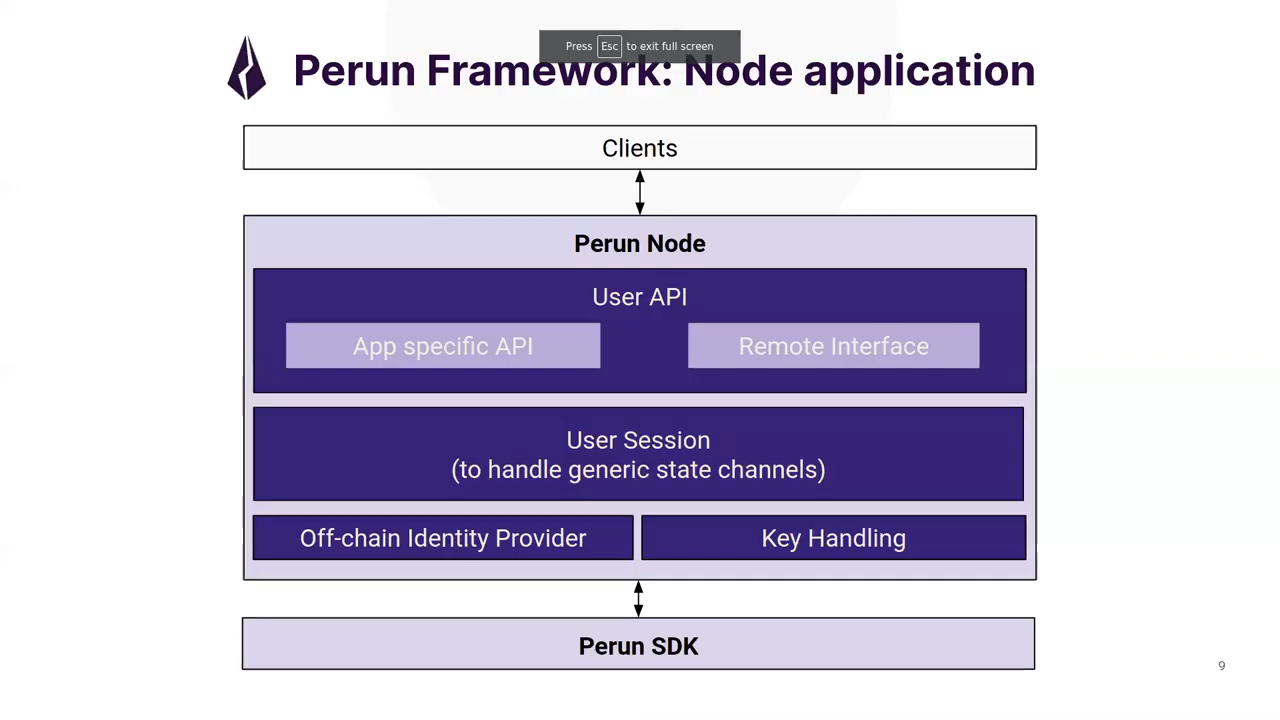 Press Esc to exit full screen
Perun Framework: Node application
Clients
Perun Node
User API
App specific API
Remote Interface
User Session
(to handle generic state channels)
Off-chain Identity Provider
Key Handling
Perun SDK
9